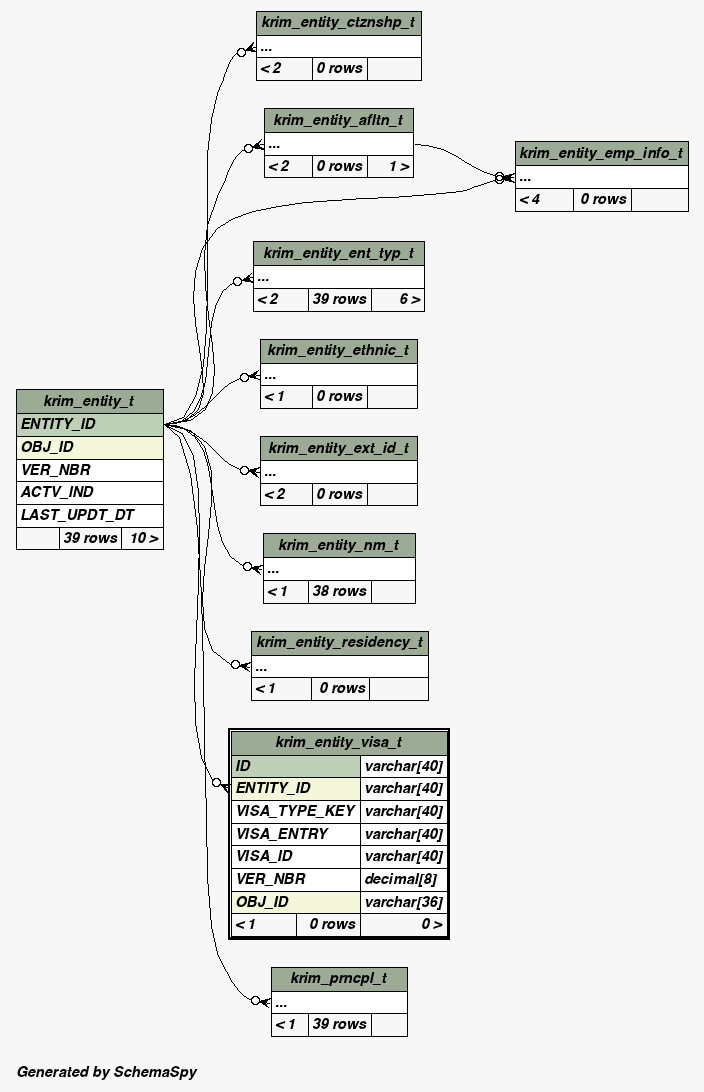 krim_entity_ctznshp_t
...
< 2 0 rows
krim_entity_afltn_t
...
< 2 0 rows 1 >
krim_entity_emp_info_t
...
< 4 0 rows
krim_entity_ent_typ_t
...
< 2 39 rows 6 >
krim_entity_ethnic_t
...
< 1 0 rows
krim_entity_t
ENTITY_ID
OBJ_ID
VER_NBR
ACTV_IND
LAST_UPDT_DT
39 rows 10 >
krim_entity_ext_id_t
...
< 2 0 rows
krim_entity_nm_t
...
< 1 38 rows
krim_entity_residency_t
...
< 1 0 rows
krim_entity_visa_t
ID varchar[40]
ENTITY_ID varchar[40]
VISA_TYPE_KEY varchar[40]
VISA_ENTRY varchar[40]
VISA_ID varchar[40]
VER_NBR decimal[8]
OBJ_ID varchar[36]
< 1 0 rows 0 >
krim_prncpl_t
...
< 1 39 rows
Generated by SchemaSpy